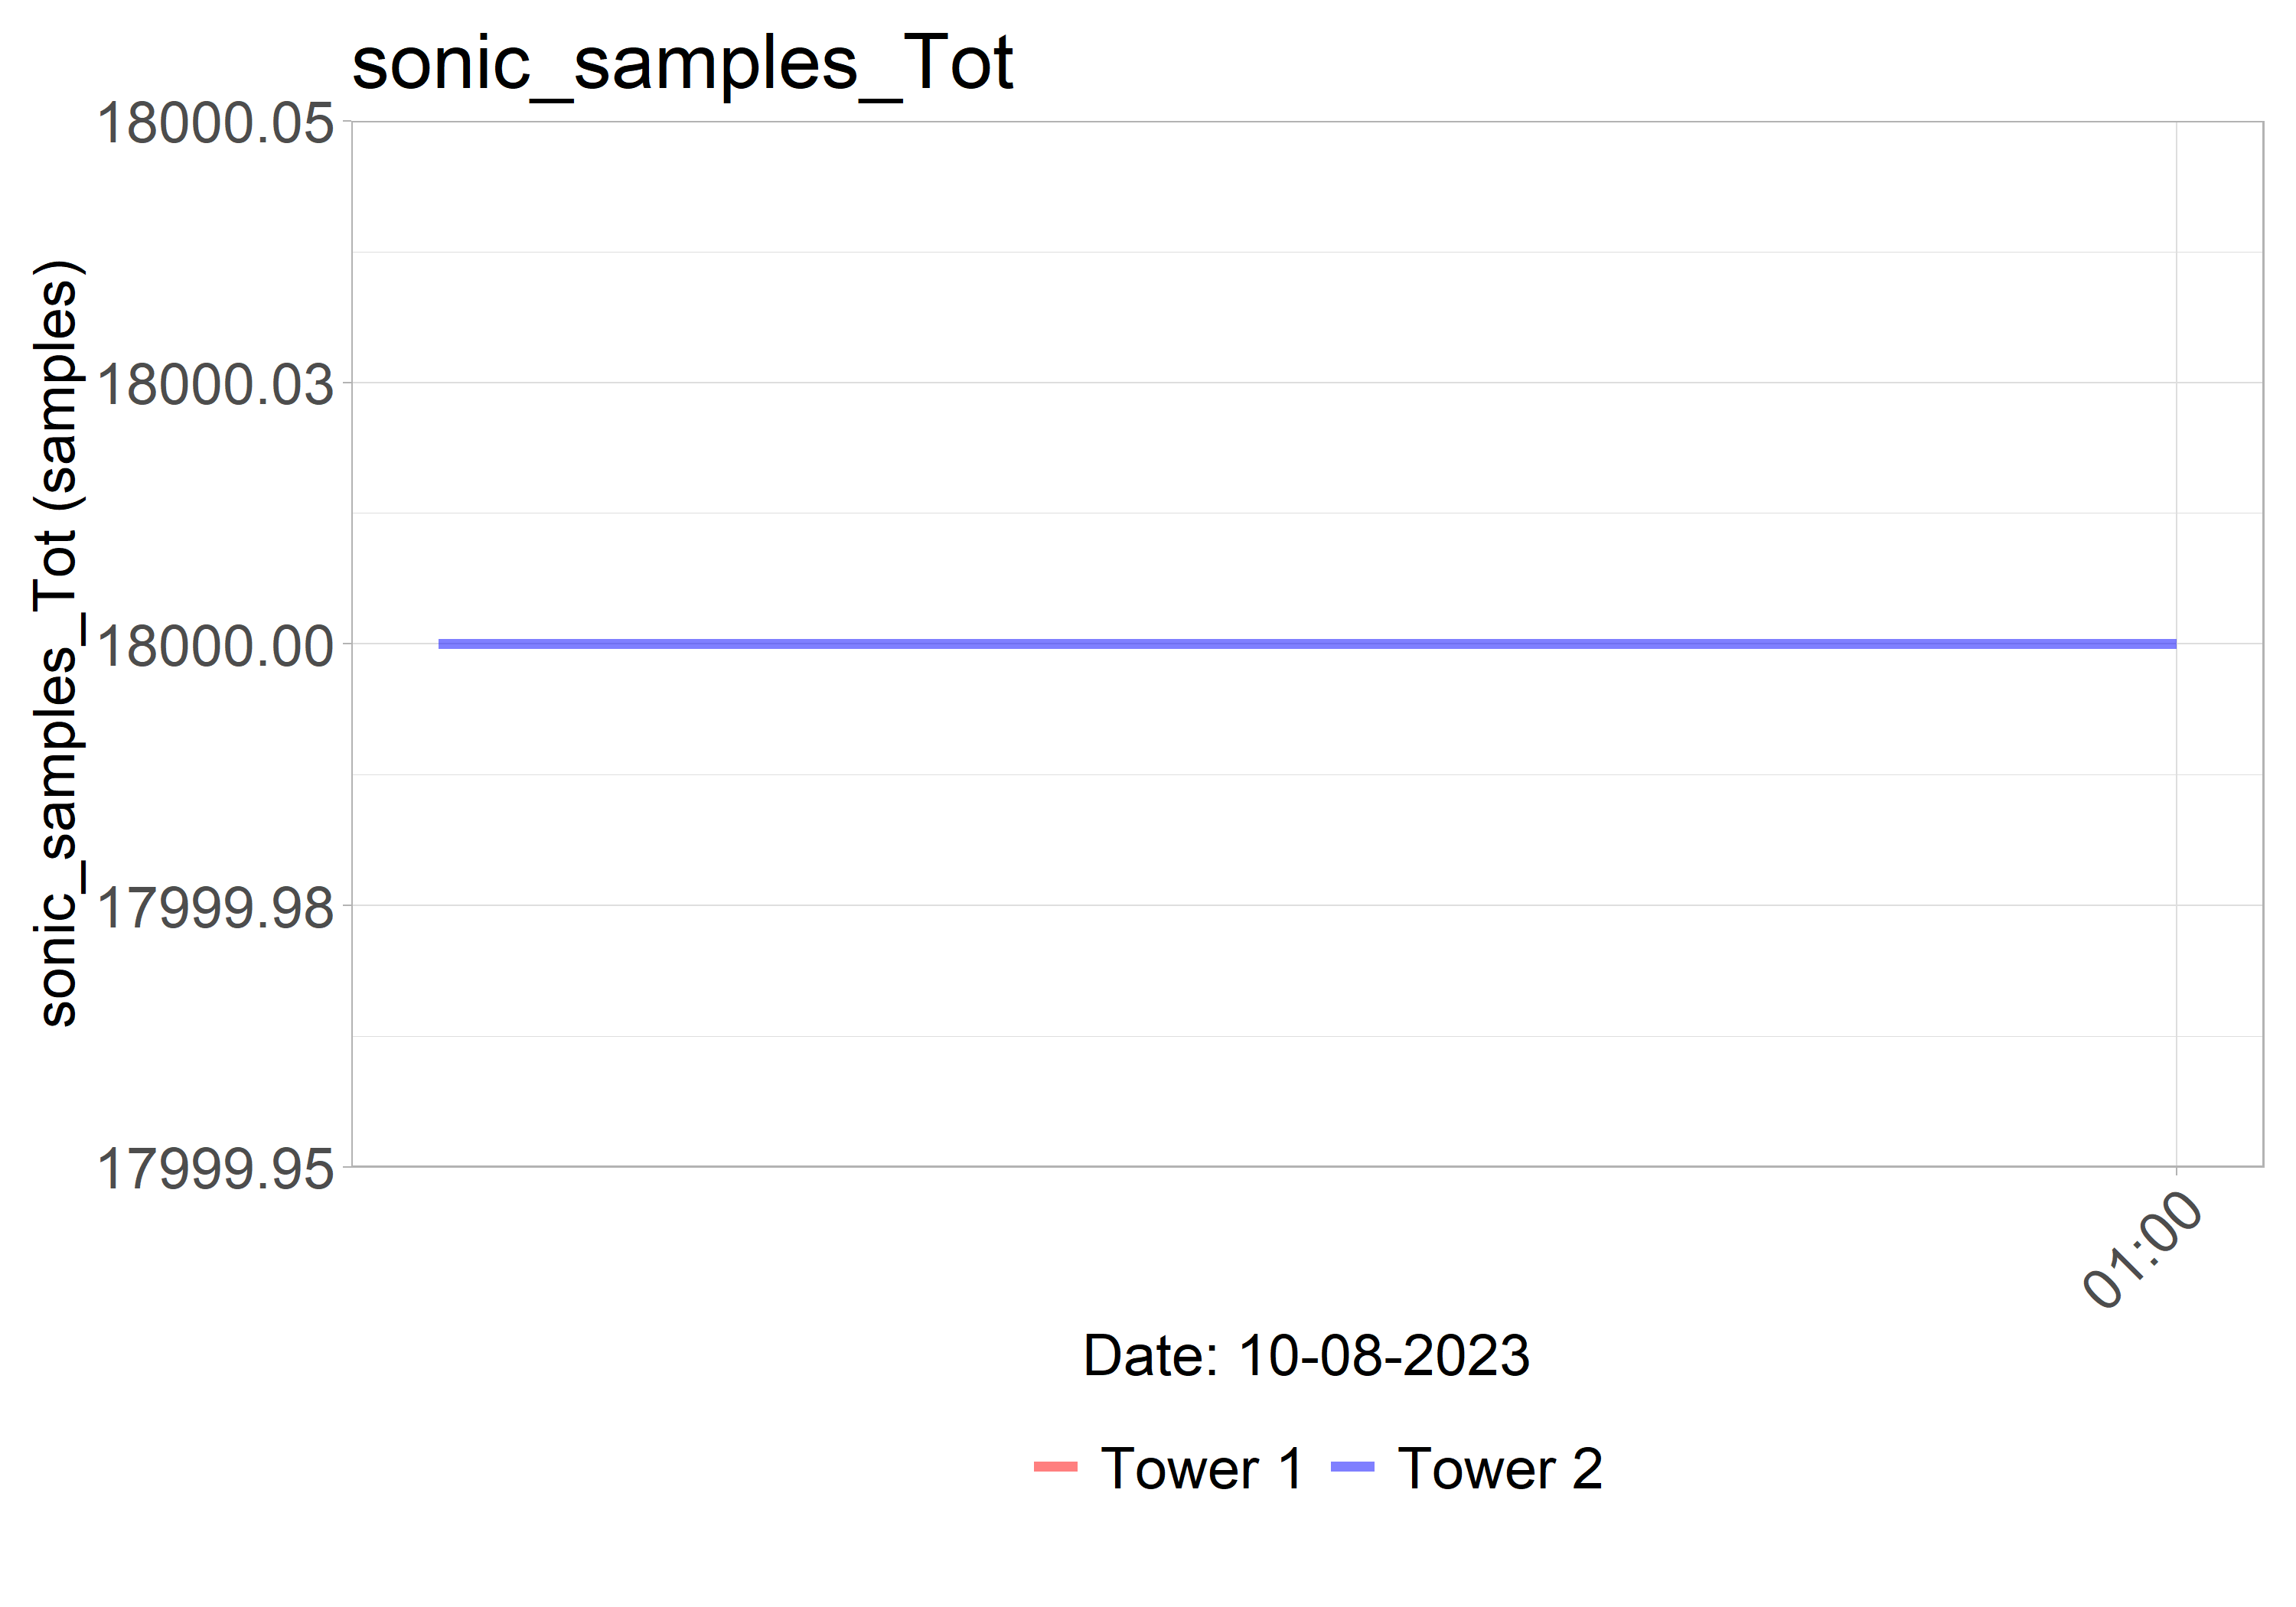 sonic_samples_Tot
sonic_samples_Tot (samples)
18000.05
18000.03
18000.00
17999.98
17999.95
01:00
Date: 10-08-2023
Tower 1 Tower 2